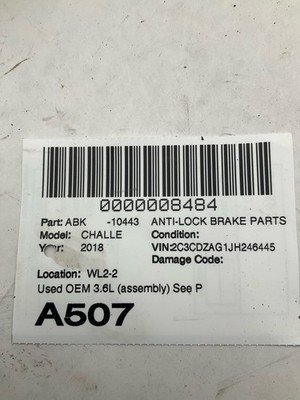 0000008484
Part: ABK -10443 ANTI-LOCK BRAKE PARTS
Model: CHALLE Condition:
Year: 2018 VIN:2C3CDZAG1JH246445
Damage Code:
Location: WL2-2
Used OEM 3.6L (assembly) See P
A507